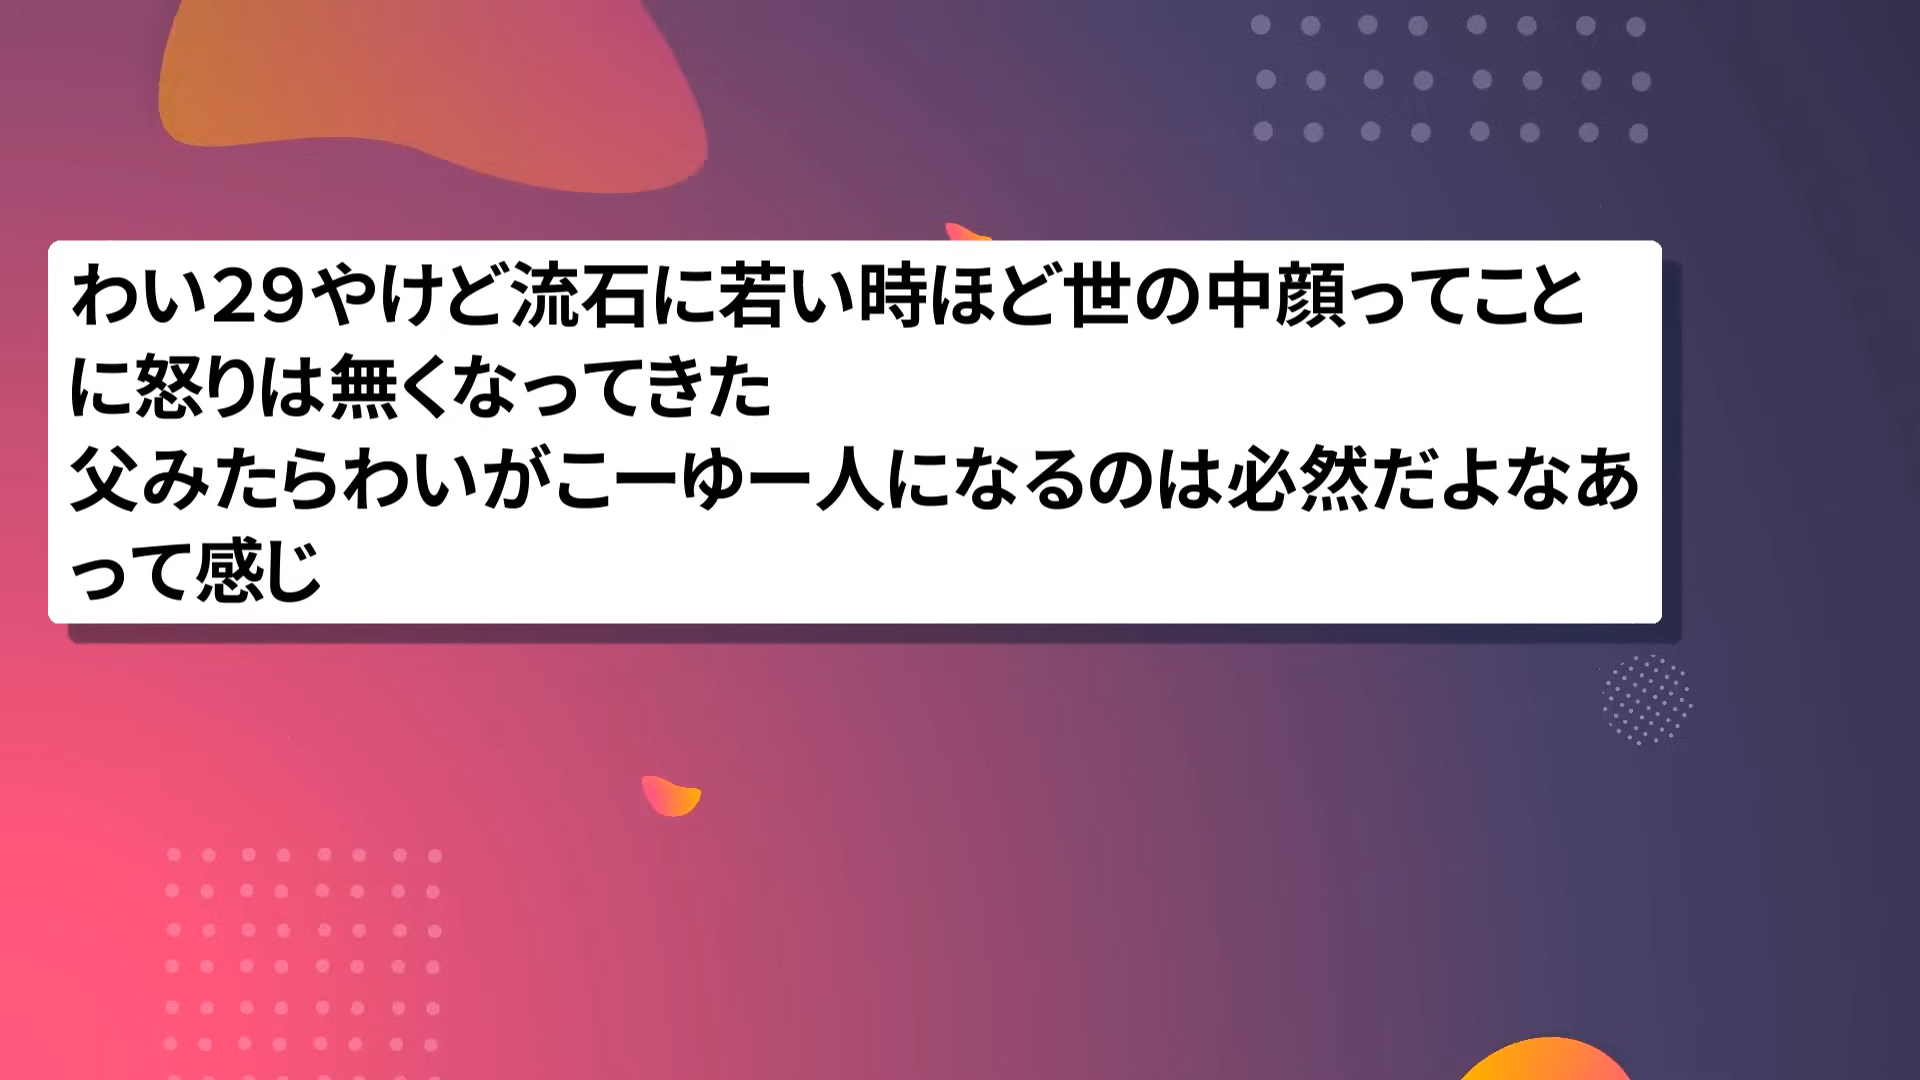 わい29やけど流石に若い時ほど世の中顔ってこと
に怒りは無くなってきた
父みたらわいがこーゆー人になるのは必然だよなあ
って感じ